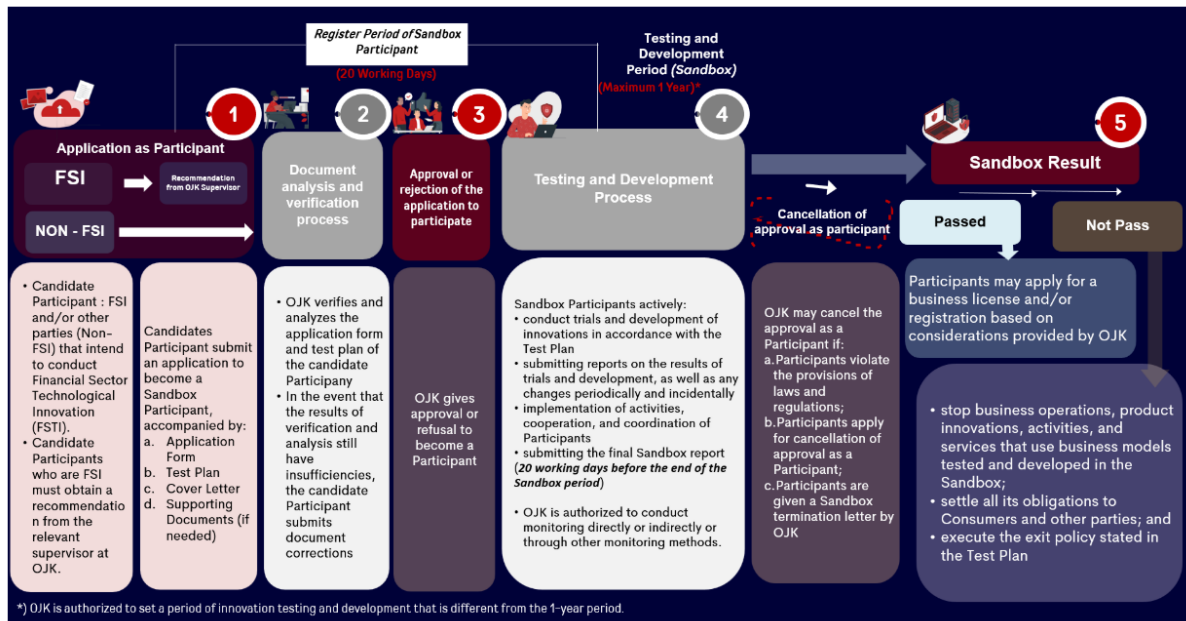 Register Period of Sandbox
Participant
(20 Working Days)
Testing and
Development
Period (Sandbox)
(Maximum 1 Year)*
1
Application as Participant
FSI
Recommendation
from OJK Supervisor
NON - FSI
2
Document
analysis and
verification
process
3
Approval or
rejection of the
application to
participate
4
Testing and Development
Process
Cancellation of
approval as participant
5
Sandbox Result
Passed
Not Pass
• Candidate
Participant : FSI
and/or other
parties (Non-
FSI) that intend
to conduct
Financial Sector
Technological
Innovation
(FSTI).
• Candidate
Participants
who are FSI
must obtain a
recommendatio
n from the
relevant
supervisor at
OJK.
Candidates
Participant submit
an application to
become a
Sandbox
Participant,
accompanied by:
a. Application
Form
b. Test Plan
c. Cover Letter
d. Supporting
Documents (if
needed)
• OJK verifies and
analyzes the
application form
and test plan of
the candidate
Participany
• In the event that
the results of
verification and
analysis still
have
insufficiencies,
the candidate
Participant
submits
document
corrections
OJK gives
approval or
refusal to
become a
Participant
Sandbox Participants actively:
• conduct trials and development of
innovations in accordance with the
Test Plan
• submitting reports on the results of
trials and development, as well as any
changes periodically and incidentally
• implementation of activities,
cooperation, and coordination of
Participants
• submitting the final Sandbox report
(20 working days before the end of the
Sandbox period)
• OJK is authorized to conduct
monitoring directly or indirectly or
through other monitoring methods.
OJK may cancel the
approval as a
Participant if:
a.Participants violate
the provisions of
laws and
regulations;
b.Participants apply
for cancellation of
approval as a
Participant;
c.Participants are
given a Sandbox
termination letter by
OJK
Participants may apply for a
business license and/or
registration based on
considerations provided by OJK
• stop business operations, product
innovations, activities, and
services that use business models
tested and developed in the
Sandbox;
• settle all its obligations to
Consumers and other parties; and
• execute the exit policy stated in
the Test Plan
*) OJK is authorized to set a period of innovation testing and development that is different from the 1-year period.